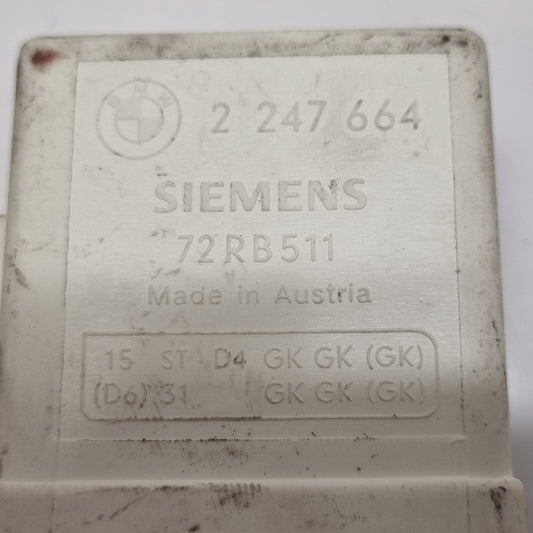 BMW 2 247 664
SIEMENS
72RB511
Made in Austria
15 ST D4 GK GK (GK)
(D6) 31 GK GK (GK)